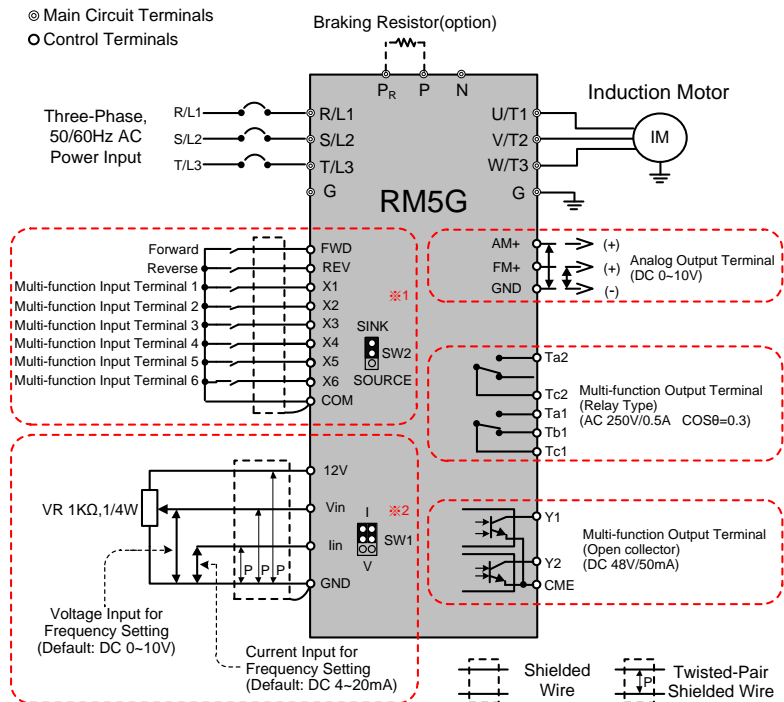 ◎ Main Circuit Terminals
○ Control Terminals
Braking Resistor(option)
PR P N
Three-Phase,
50/60Hz AC
Power Input
R/L1
S/L2
T/L3
R/L1
S/L2
T/L3
G
U/T1
V/T2
W/T3
G
Induction Motor
IM
RM5G
Forward
Reverse
Multi-function Input Terminal 1
Multi-function Input Terminal 2
Multi-function Input Terminal 3
Multi-function Input Terminal 4
Multi-function Input Terminal 5
Multi-function Input Terminal 6
FWD
REV
X1
X2
X3
X4
X5
X6
COM
※1
SINK
SW2
SOURCE
AM+
FM+
GND
(+)
(+)
(-)
Analog Output Terminal
(DC 0~10V)
Ta2
Tc2
Ta1
Tb1
Tc1
Multi-function Output Terminal
(Relay Type)
(AC 250V/0.5A COSθ=0.3)
VR 1KΩ,1/4W
12V
Vin
Iin
GND
P P P
※2
I
SW1
V
Voltage Input for
Frequency Setting
(Default: DC 0~10V)
Current Input for
Frequency Setting
(Default: DC 4~20mA)
Y1
Y2
CME
Multi-function Output Terminal
(Open collector)
(DC 48V/50mA)
Shielded
Wire
P
Twisted-Pair
Shielded Wire